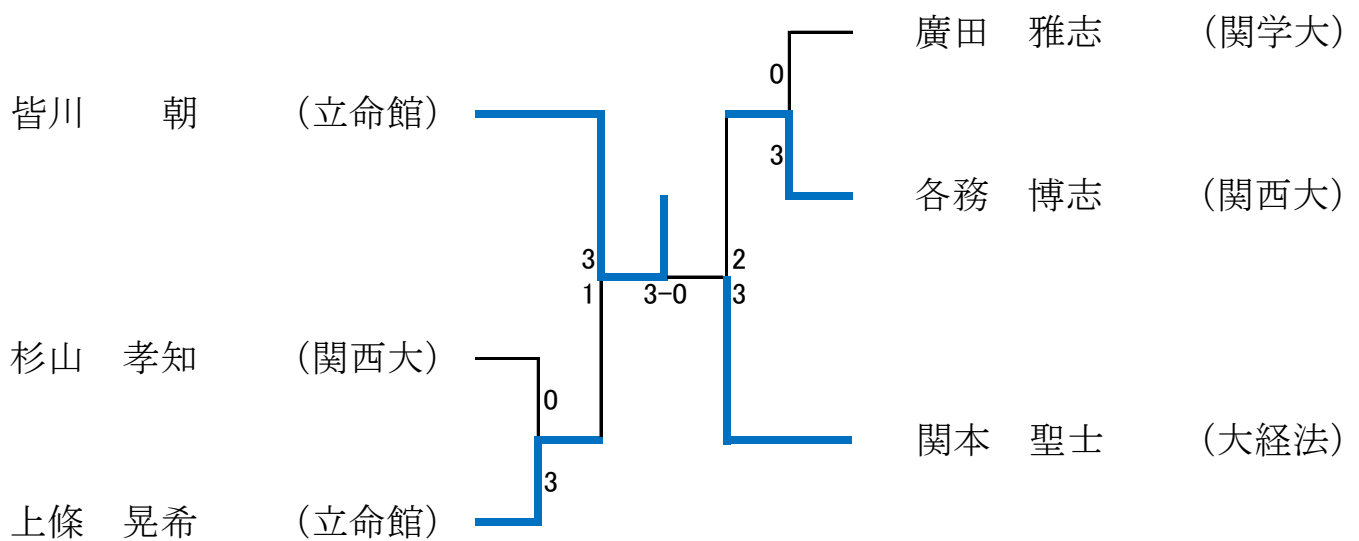 廣田 雅志 (関学大)
0
皆川 朝 (立命館)
3
各務 博志 (関西大)
3 2
1 3-0 3
杉山 孝知 (関西大)
0
関本 聖士 (大経法)
3
上條 晃希 (立命館)